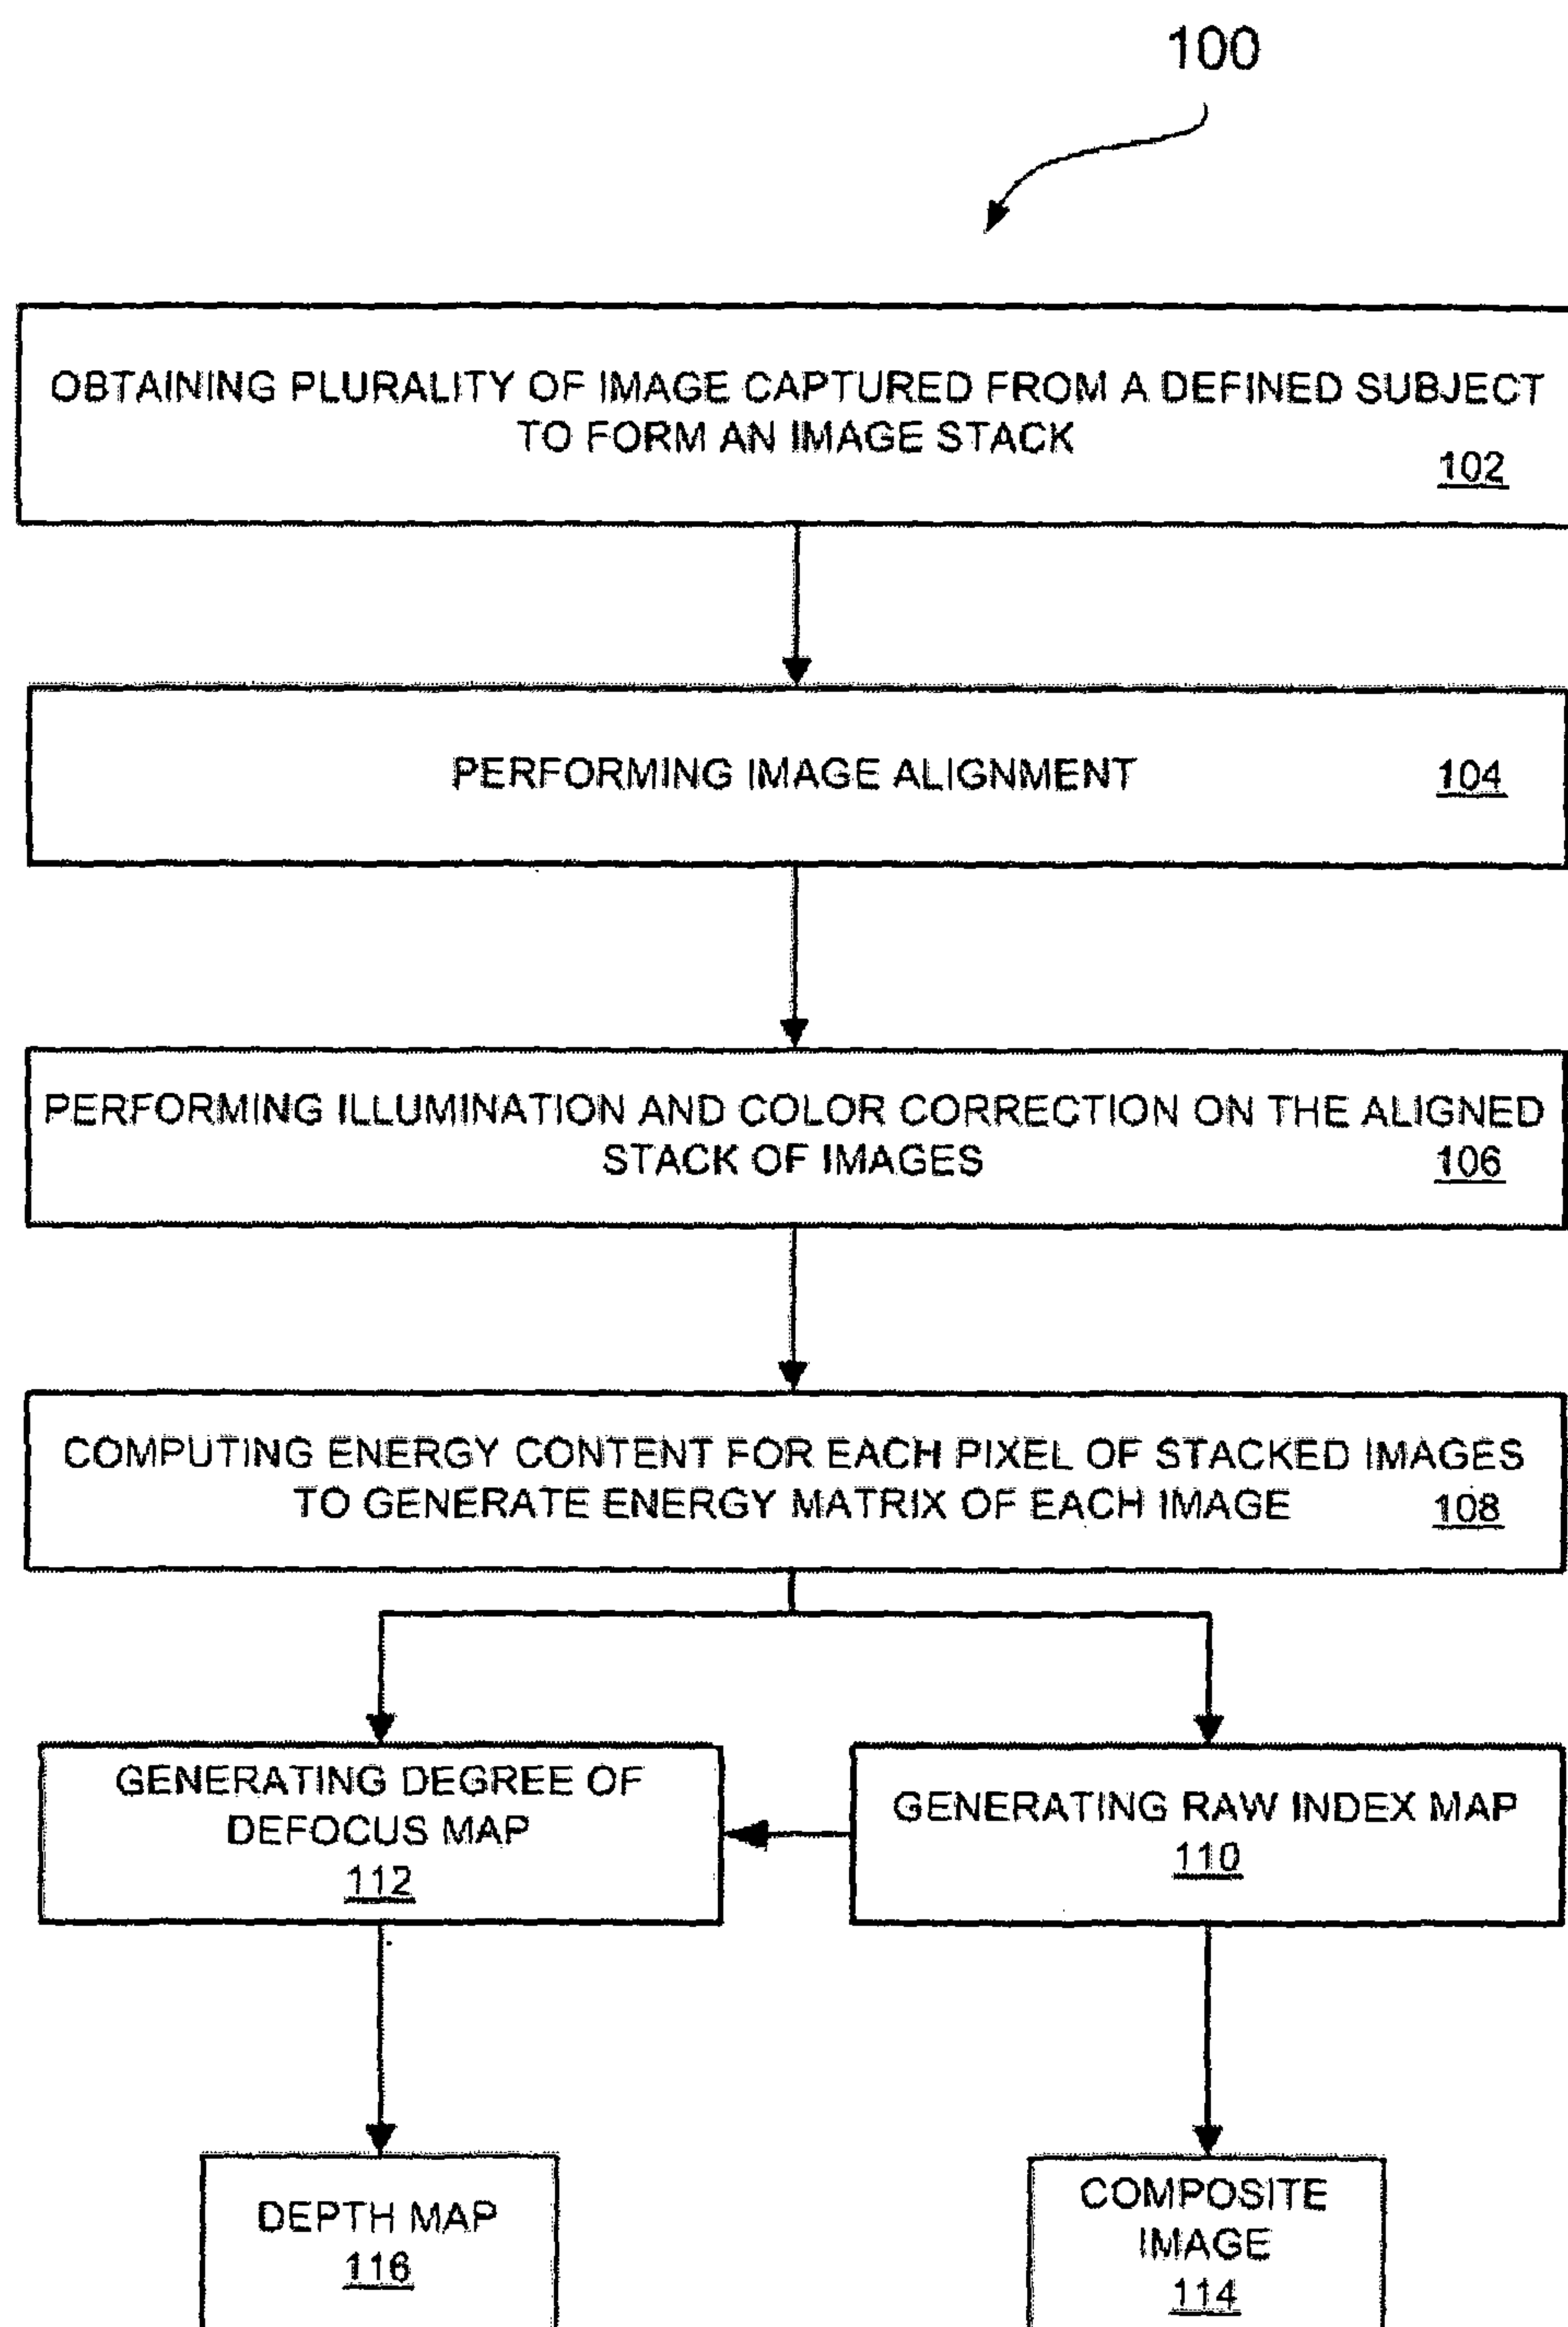 100
OBTAINING PLURALITY OF IMAGE CAPTURED FROM A DEFINED SUBJECT
TO FORM AN IMAGE STACK
102
PERFORMING IMAGE ALIGNMENT
104
PERFORMING ILLUMINATION AND COLOR CORRECTION ON THE ALIGNED
STACK OF IMAGES
106
COMPUTING ENERGY CONTENT FOR EACH PIXEL OF STACKED IMAGES
TO GENERATE ENERGY MATRIX OF EACH IMAGE
108
GENERATING DEGREE OF
DEFOCUS MAP
112
GENERATING RAW INDEX MAP
110
DEPTH MAP
116
COMPOSITE
IMAGE
114